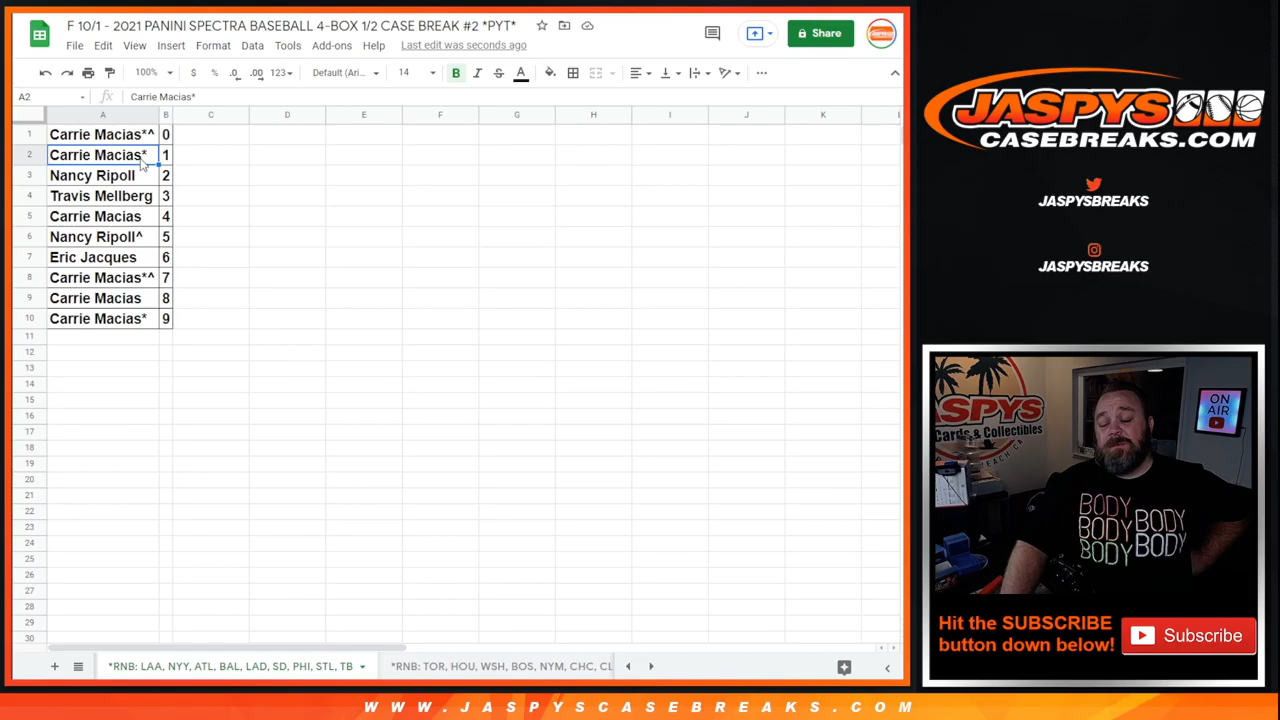 F 10/1 - 2021 PANINI SPECTRA BASEBALL 4-BOX 1/2 CASE BREAK #2 *PYT*
File Edit View Insert Format Data Tools Add-ons Help Last edit was seconds ago
Share
100% $ % .0 .00 123 Default (Ari... 14 B I S A
A2 fx Carrie Macias*
A B C D E F G H I J K L
1 Carrie Macias*^ 0
2 Carrie Macias* 1
3 Nancy Ripoll 2
4 Travis Mellberg 3
5 Carrie Macias 4
6 Nancy Ripoll^ 5
7 Eric Jacques 6
8 Carrie Macias*^ 7
9 Carrie Macias 8
10 Carrie Macias* 9
11
12
13
14
15
16
17
18
19
20
21
22
23
24
25
26
27
28
29
30
*RNB: LAA, NYY, ATL, BAL, LAD, SD, PHI, STL, TB
*RNB: TOR, HOU, WSH, BOS, NYM, CHC, CL
JASPYS
CASEBREAKS.COM
JASPYSBREAKS
JASPYSBREAKS
ASPYS
Cards & Collectibles
ON
AIR
BODY
BODY BODY
BODY BODY
Hit the SUBSCRIBE
button down below!
Subscribe
WWW.JASPYSCASEBREAKS.COM